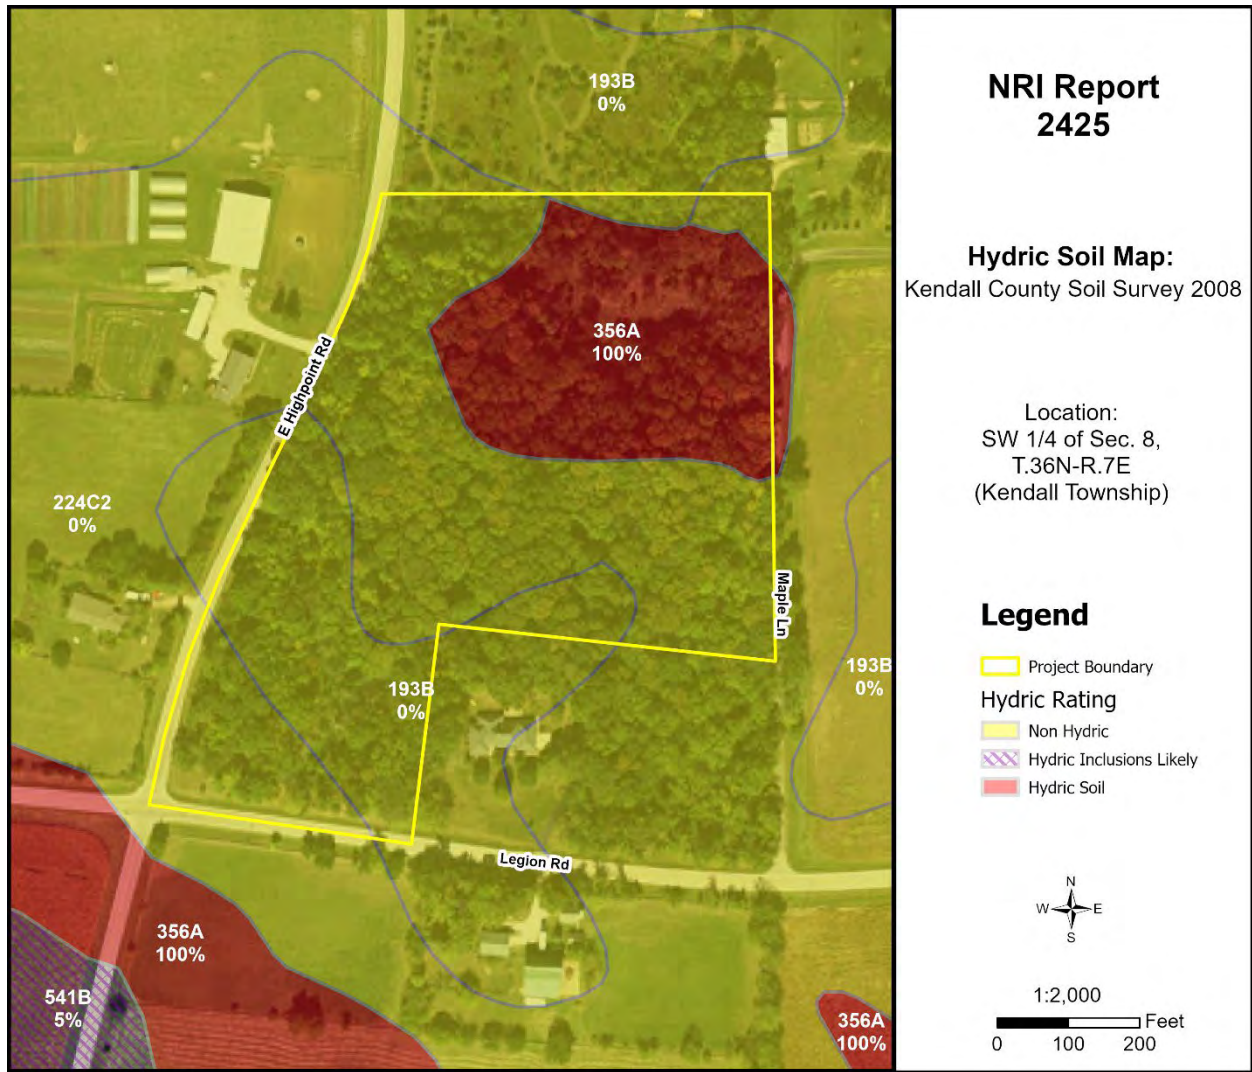 193B
0%
356A
100%
E Highpoint Rd
224C2
0%
Maple Ln
193B
0%
193B
0%
Legion Rd
356A
100%
541B
5%
356A
100%
NRI Report
2425
Hydric Soil Map:
Kendall County Soil Survey 2008
Location:
SW 1/4 of Sec. 8,
T.36N-R.7E
(Kendall Township)
Legend
Project Boundary
Hydric Rating
Non Hydric
Hydric Inclusions Likely
Hydric Soil
N
W E
S
1:2,000
Feet
0 100 200